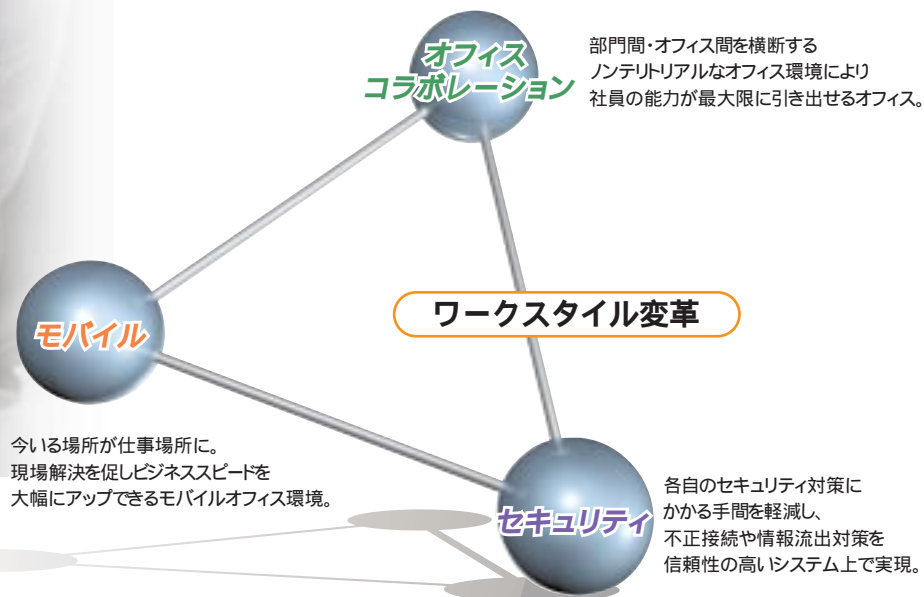 オフィス
コラボレーション
部門間・オフィス間を横断する
ノンテリトリアルなオフィス環境により
社員の能力が最大限に引き出せるオフィス。
ワークスタイル変革
モバイル
今いる場所が仕事場所に。
現場解決を促しビジネススピードを
大幅にアップできるモバイルオフィス環境。
セキュリティ
各自のセキュリティ対策に
かかる手間を軽減し、
不正接続や情報流出対策を
信頼性の高いシステム上で実現。